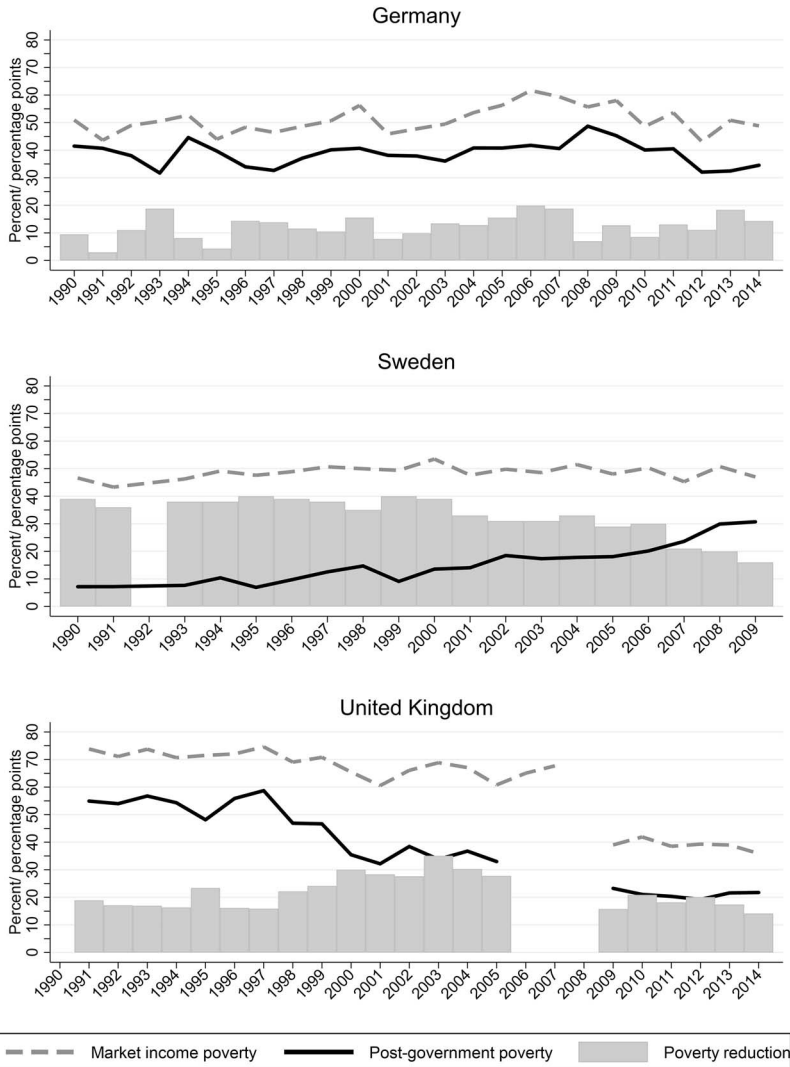 Germany
Percent/ percentage points
80
70
60
50
40
30
20
10
0
1990 1991 1992 1993 1994 1995 1996 1997 1998 1999 2000 2001 2002 2003 2004 2005 2006 2007 2008 2009 2010 2011 2012 2013 2014
Sweden
Percent/ percentage points
80
70
60
50
40
30
20
10
0
1990 1991 1992 1993 1994 1995 1996 1997 1998 1999 2000 2001 2002 2003 2004 2005 2006 2007 2008 2009
United Kingdom
Percent/ percentage points
80
70
60
50
40
30
20
10
0
1990 1991 1992 1993 1994 1995 1996 1997 1998 1999 2000 2001 2002 2003 2004 2005 2006 2007 2008 2009 2010 2011 2012 2013 2014
Market income poverty Post-government poverty Poverty reduction